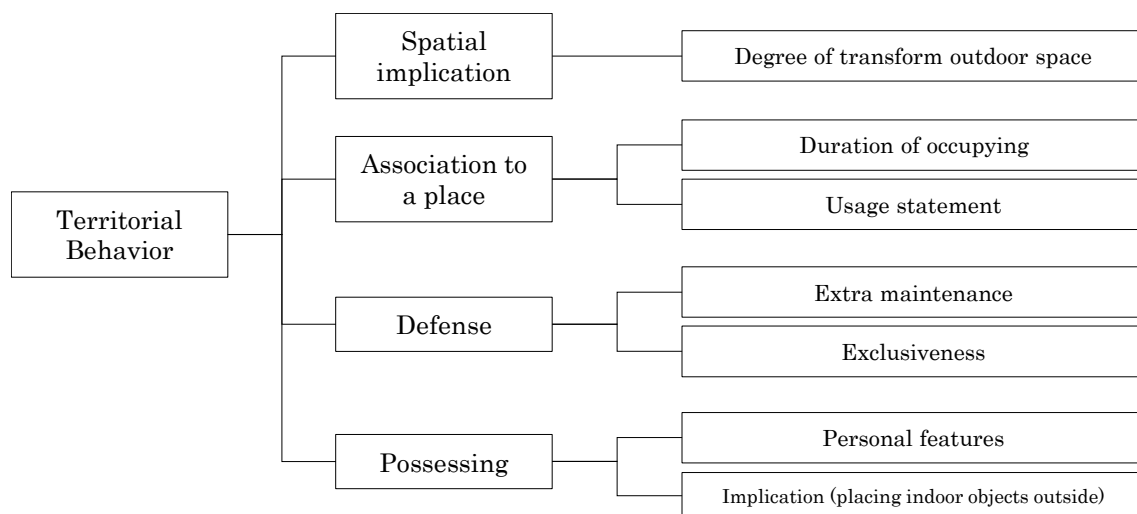 Spatial
implication
Degree of transform outdoor space
Association to
a place
Duration of occupying
Usage statement
Territorial
Behavior
Defense
Extra maintenance
Exclusiveness
Possessing
Personal features
Implication (placing indoor objects outside)